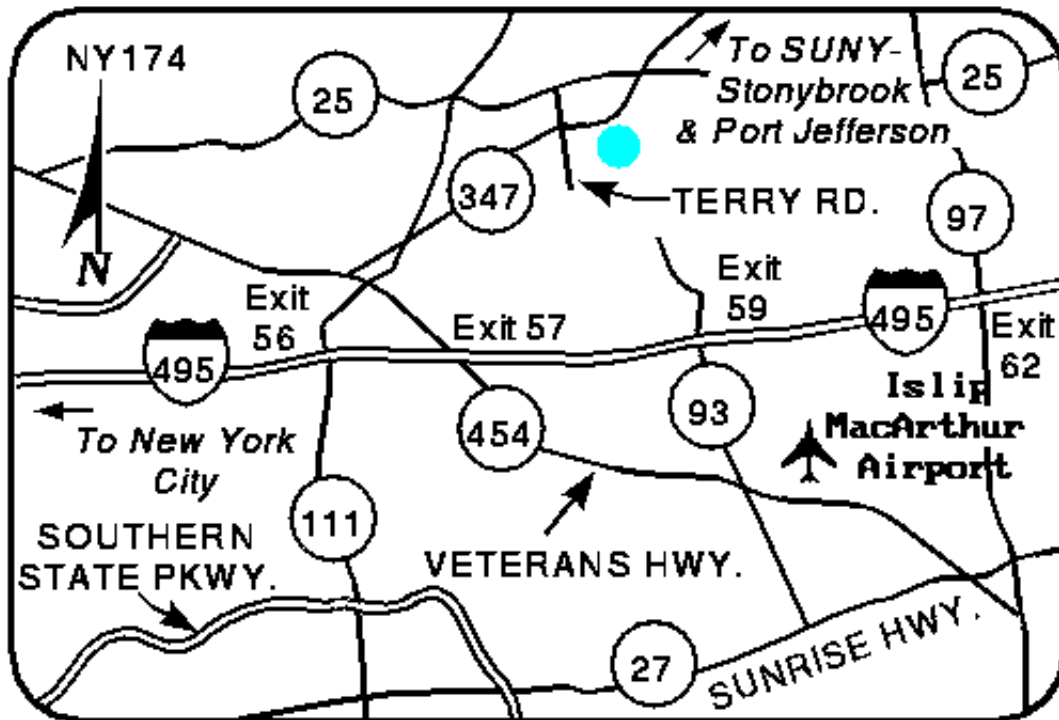 NY174
25
To SUNY-
Stonybrook
& Port Jefferson
25
347
TERRY RD.
97
N
Exit
56
Exit 57
Exit
59
495
495
Exit
62
Islip
MacArthur
Airport
To New York
City
454
93
111
SOUTHERN
STATE PKWY.
VETERANS HWY.
27
SUNRISE HWY.